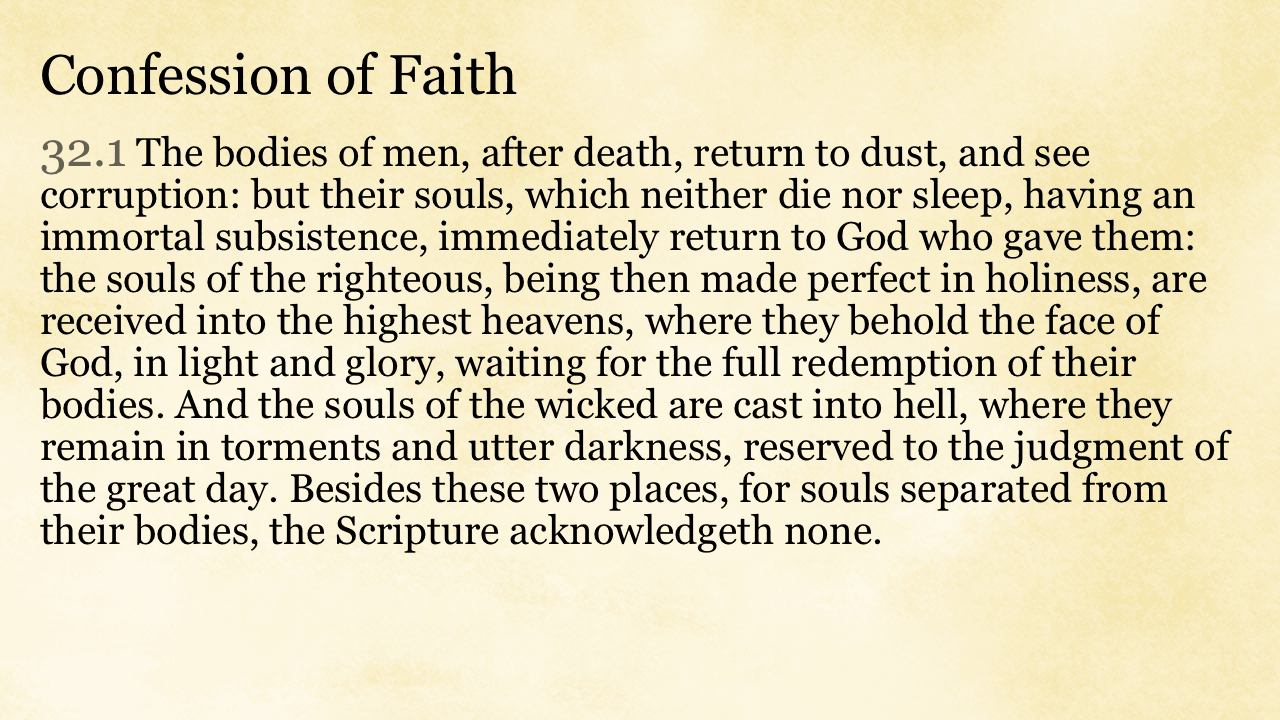 Confession of Faith
32.1 The bodies of men, after death, return to dust, and see
corruption: but their souls, which neither die nor sleep, having an
immortal subsistence, immediately return to God who gave them:
the souls of the righteous, being then made perfect in holiness, are
received into the highest heavens, where they behold the face of
God, in light and glory, waiting for the full redemption of their
bodies. And the souls of the wicked are cast into hell, where they
remain in torments and utter darkness, reserved to the judgment of
the great day. Besides these two places, for souls separated from
their bodies, the Scripture acknowledgeth none.